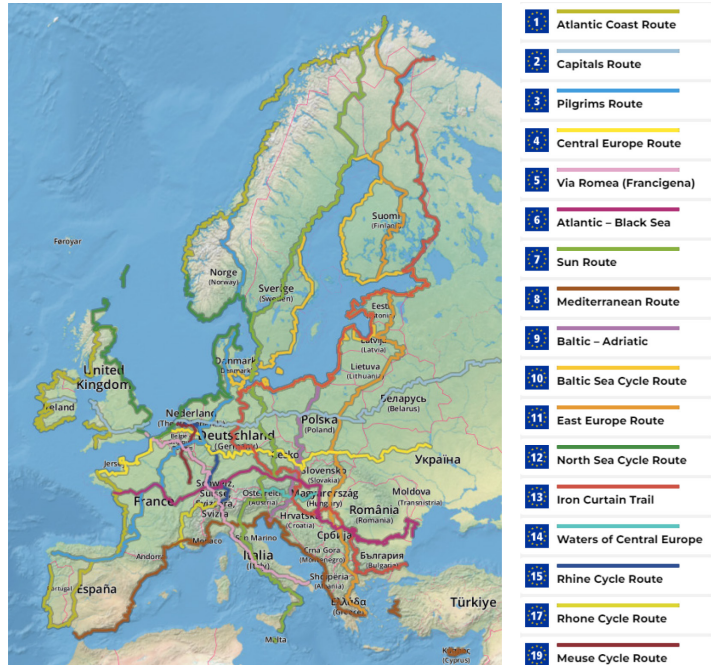 1 Atlantic Coast Route
2 Capitals Route
3 Pilgrims Route
4 Central Europe Route
5 Via Romea (Francigena)
6 Atlantic – Black Sea
7 Sun Route
8 Mediterranean Route
9 Baltic – Adriatic
10 Baltic Sea Cycle Route
11 East Europe Route
12 North Sea Cycle Route
13 Iron Curtain Trail
14 Waters of Central Europe
15 Rhine Cycle Route
17 Rhone Cycle Route
19 Meuse Cycle Route
Føroyar
Suomi
(Finland)
Norge
(Norway)
Sverige
(Sweden)
Eesti
Latvija
(Latvia)
Danmark
Lietuva
(Lithuania)
United
Kingdom
Беларусь
(Belarus)
Ireland
Nederland
Polska
(Poland)
Deutschland
(Germany)
Україна
Slovensko
(Slovakia)
France
Österreich
(Austria)
Magyarország
(Hungary)
Moldova
(Transnistria)
România
(Romania)
Hrvatska
(Croatia)
San Marino
Monaco
Andorra
Србија
Crna Gora
(Montenegro)
България
(Bulgaria)
Italia
(Italy)
Portugal
España
Shqipëria
(Albania)
Ελλάδα
(Greece)
Türkiye
Malta
(Cyprus)